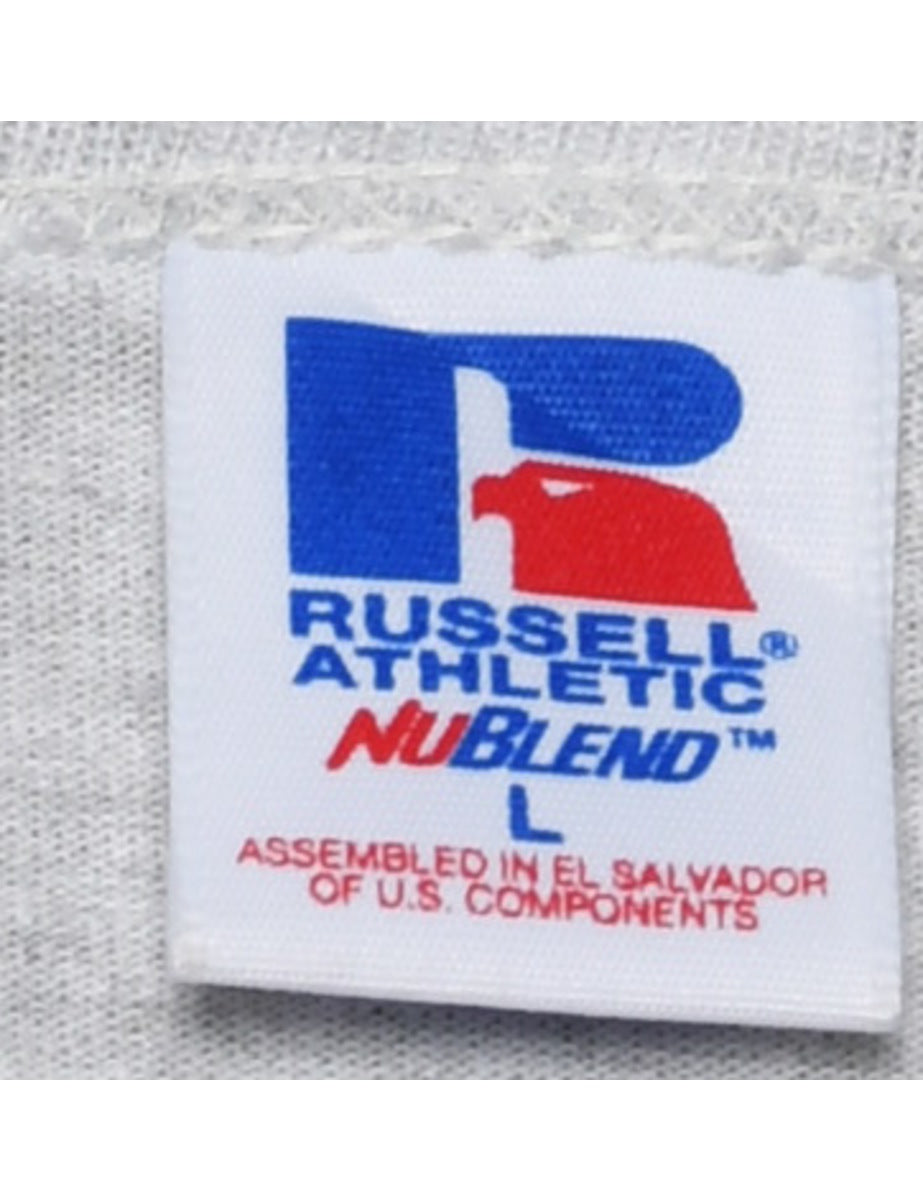 RUSSELL®
ATHLETIC
NUBLEND™
L
ASSEMBLED IN EL SALVADOR
OF U.S. COMPONENTS